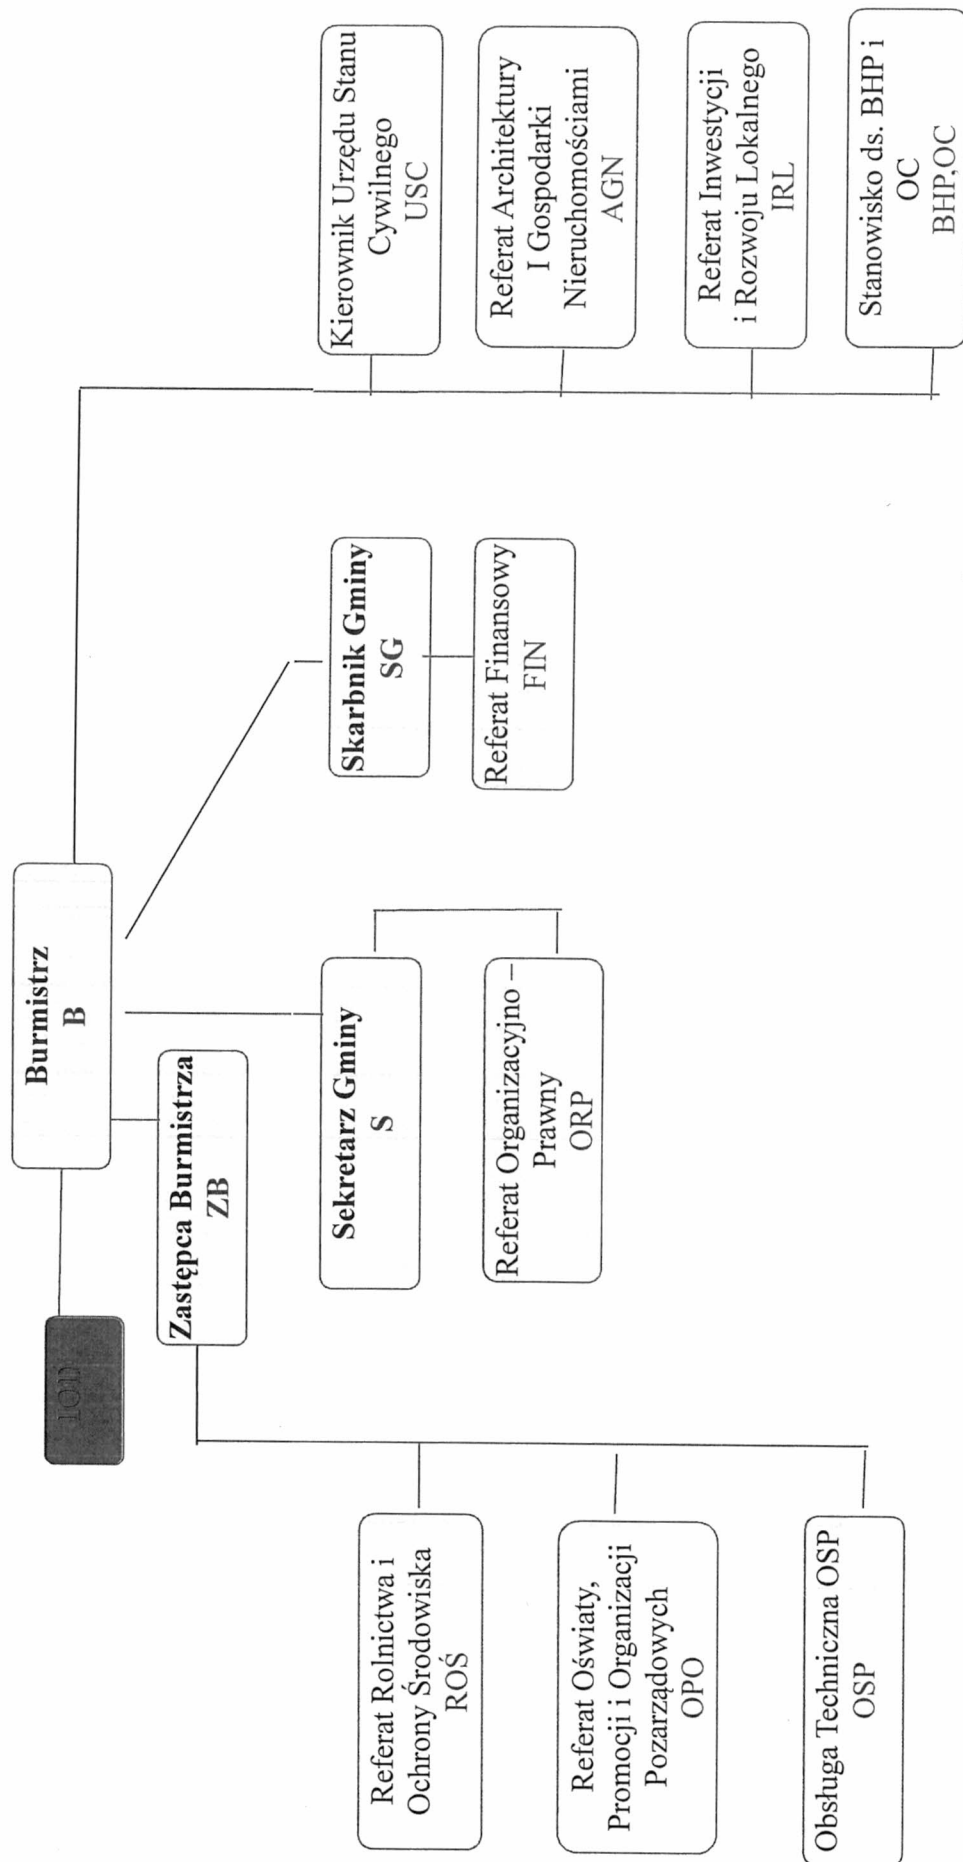 Burmistrz
B
IOD
Zastępca Burmistrza
ZB
Sekretarz Gminy
S
Referat Organizacyjno –
Prawny
ORP
Skarbnik Gminy
SG
Referat Finansowy
FIN
Referat Rolnictwa i
Ochrony Środowiska
ROŚ
Referat Oświaty,
Promocji i Organizacji
Pozarządowych
OPO
Obsługa Techniczna OSP
OSP
Kierownik Urzędu Stanu
Cywilnego
USC
Referat Architektury
I Gospodarki
Nieruchomościami
AGN
Referat Inwestycji
i Rozwoju Lokalnego
IRL
Stanowisko ds. BHP i
OC
BHP,OC